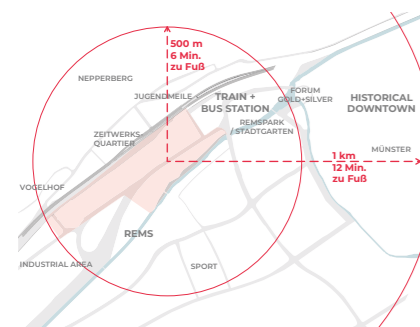 500 m
6 Min.
zu Fuß
NEPPERBERG
JUGENDMEILE
TRAIN +
BUS STATION
FORUM
GOLD+SILVER
HISTORICAL
DOWNTOWN
REMSPARK
/ STADTGARTEN
ZEITWERKS-
QUARTIER
MÜNSTER
1 km
12 Min.
zu Fuß
VOGELHOF
REMS
INDUSTRIAL AREA
SPORT